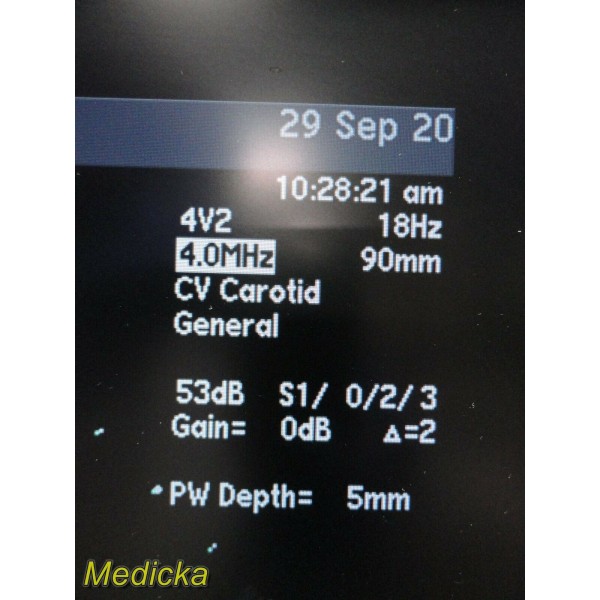 29 Sep 20
10:28:21 am
4V2 18Hz
4.0MHz 90mm
CV Carotid
General
53dB S1/ 0/2/3
Gain= 0dB Δ=2
PW Depth= 5mm
Medicka